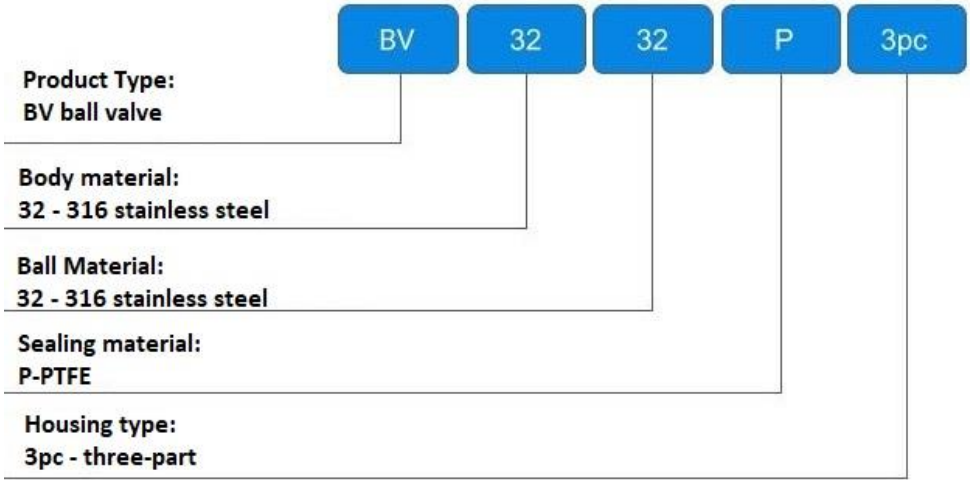 BV 32 32 P 3pc
Product Type:
BV ball valve
Body material:
32 - 316 stainless steel
Ball Material:
32 - 316 stainless steel
Sealing material:
P-PTFE
Housing type:
3pc - three-part